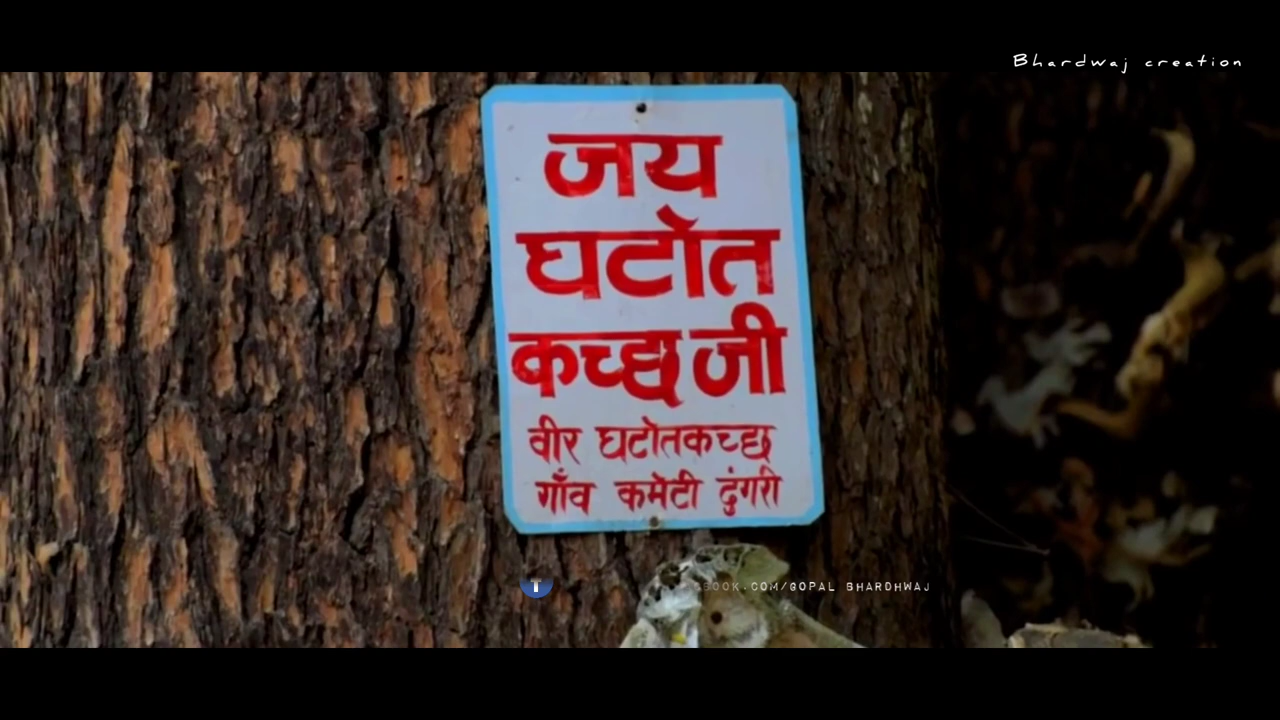 Bhardwaj creation
जय
घटोत
कच्छ जी
वीर घटोतकच्छ
गाँव कमेटी दुंगरी
BOOK.COM/GOPAL BHARDHWAJ